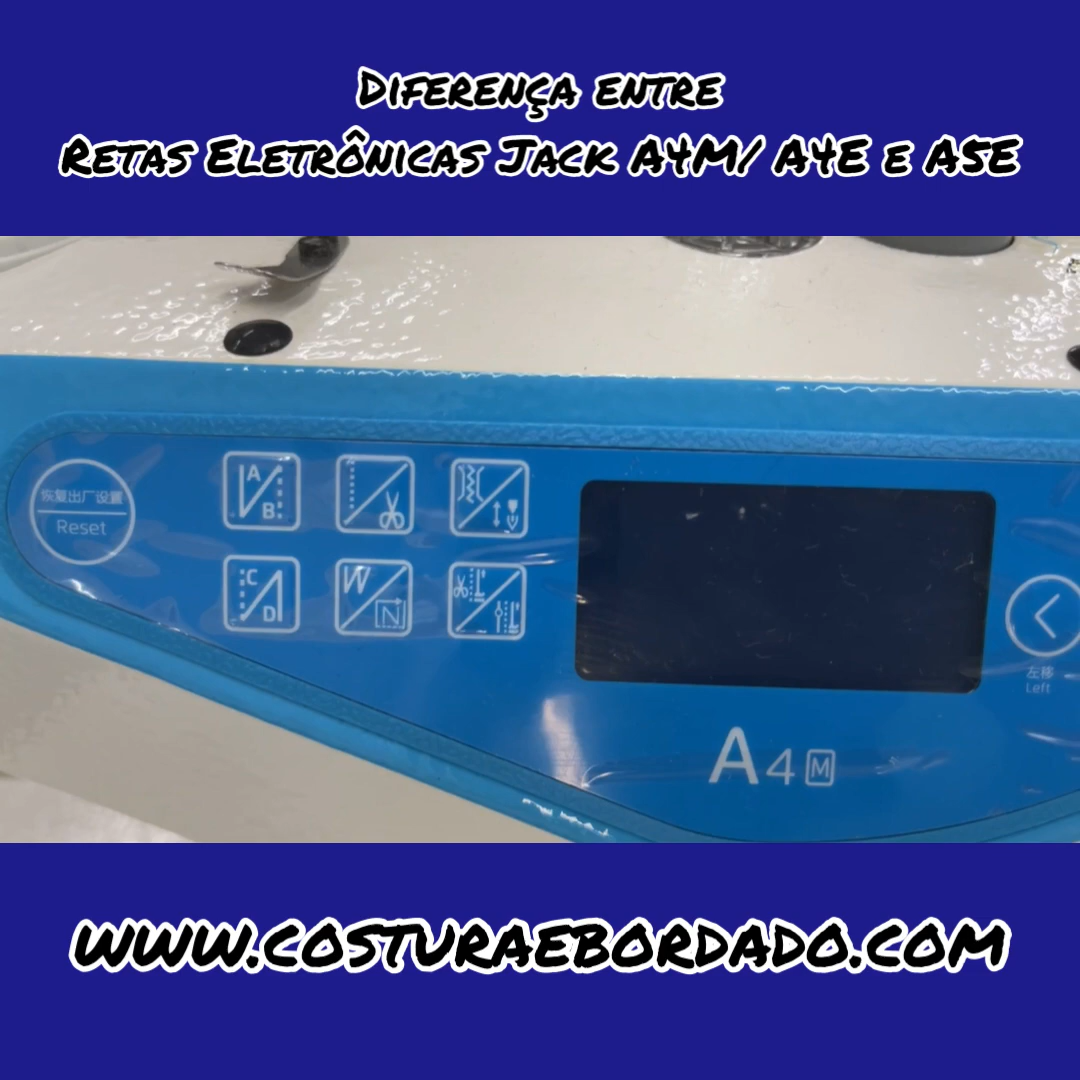 Diferença entre
Retas Eletrônicas Jack A4M/ A4E e A5E
恢复出厂设置
Reset
A
B
C
D
W
N
左移
Left
A4M
www.costuraebordado.com